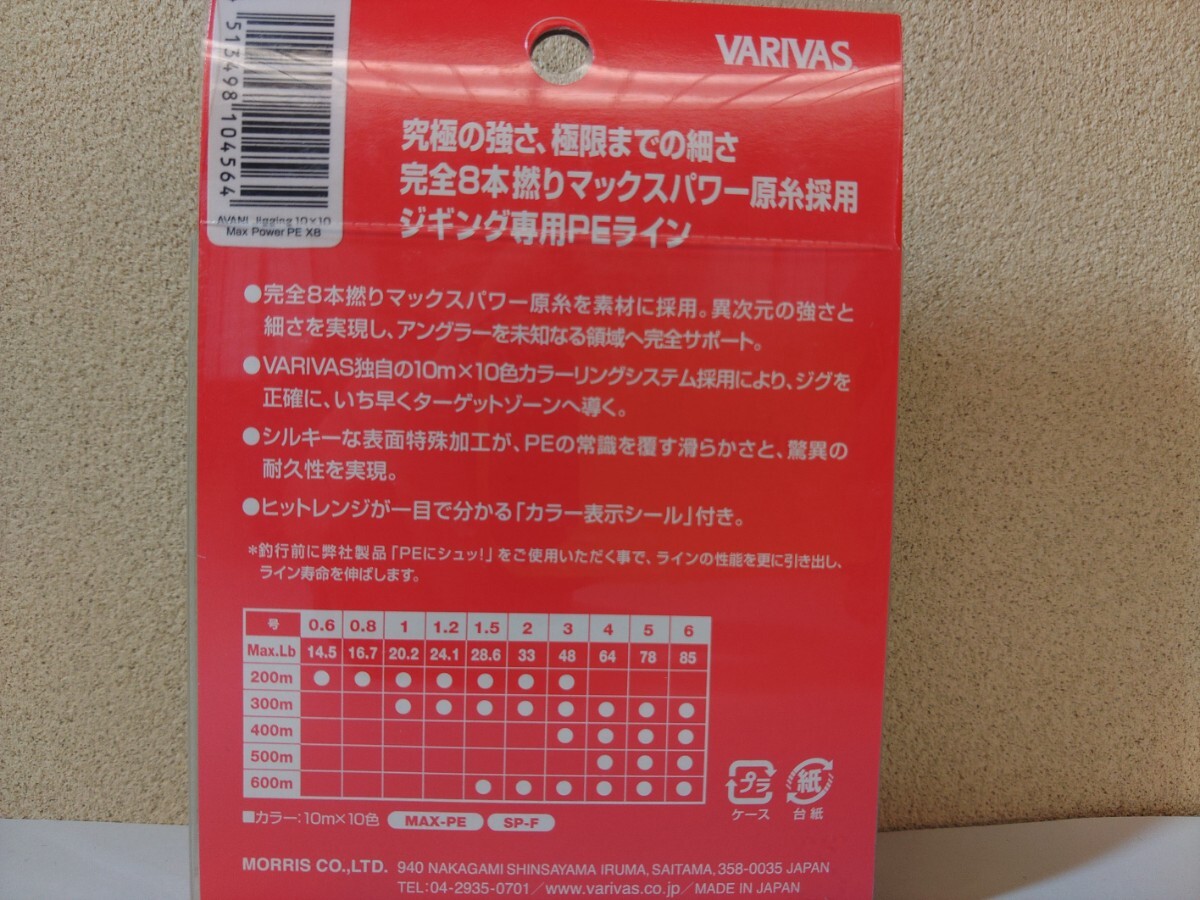 513498 104564
AVANI Jigging 10×10
Max Power PE X8
VARIVAS
究極の強さ、極限までの細さ
完全8本撚りマックスパワー原糸採用
ジギング専用PEライン
●完全8本撚りマックスパワー原糸を素材に採用。異次元の強さと
細さを実現し、アングラーを未知なる領域へ完全サポート。
●VARIVAS独自の10m×10色カラーリングシステム採用により、ジグを
正確に、いち早くターゲットゾーンへ導く。
●シルキーな表面特殊加工が、PEの常識を覆す滑らかさと、驚異の
耐久性を実現。
●ヒットレンジが一目で分かる「カラー表示シール」付き。
*釣行前に弊社製品「PEにシュッ!」をご使用いただく事で、ラインの性能を更に引き出し、
ライン寿命を伸ばします。
号 0.6 0.8 1 1.2 1.5 2 3 4 5 6
Max.Lb 14.5 16.7 20.2 24.1 28.6 33 48 64 78 85
200m ● ● ● ● ● ● ●
300m ● ● ● ● ● ● ● ●
400m ● ● ● ●
500m ● ● ●
600m ● ● ● ● ● ●
プラ 紙
ケース 台紙
■カラー:10m×10色 MAX-PE SP-F
MORRIS CO.,LTD. 940 NAKAGAMI SHINSAYAMA IRUMA, SAITAMA, 358-0035 JAPAN
TEL:04-2935-0701/www.varivas.co.jp/MADE IN JAPAN